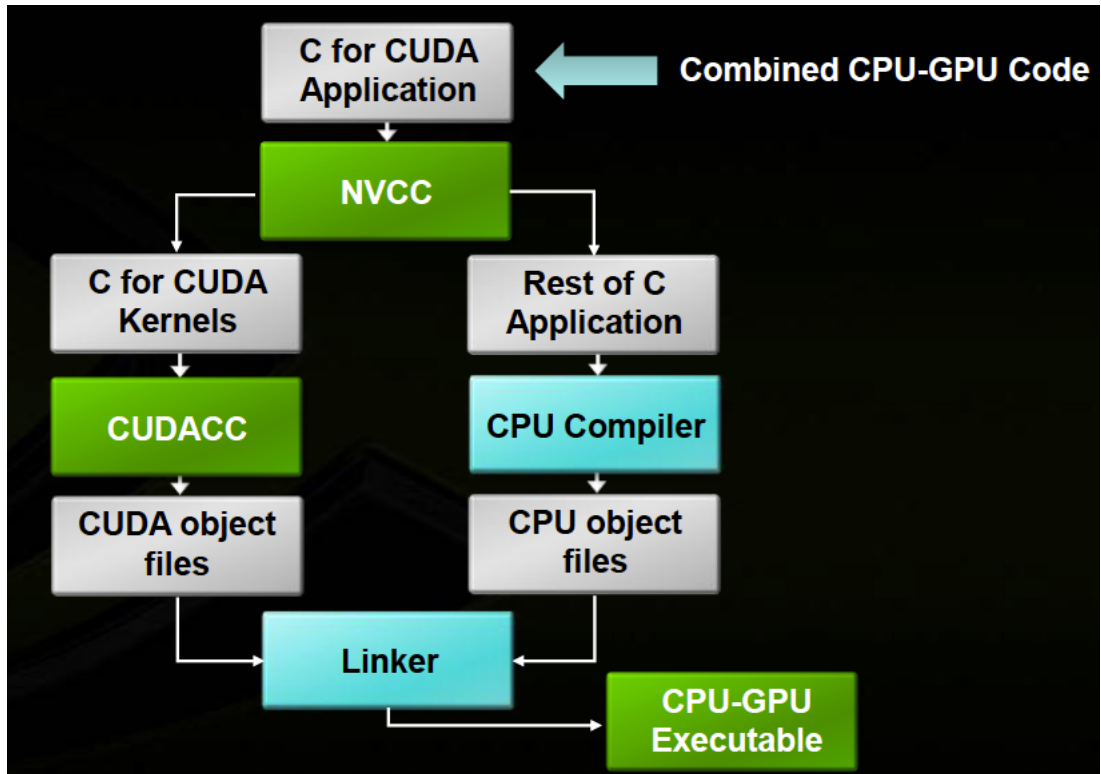 C for CUDA
Application
Combined CPU-GPU Code
NVCC
C for CUDA
Kernels
Rest of C
Application
CUDACC
CPU Compiler
CUDA object
files
CPU object
files
Linker
CPU-GPU
Executable